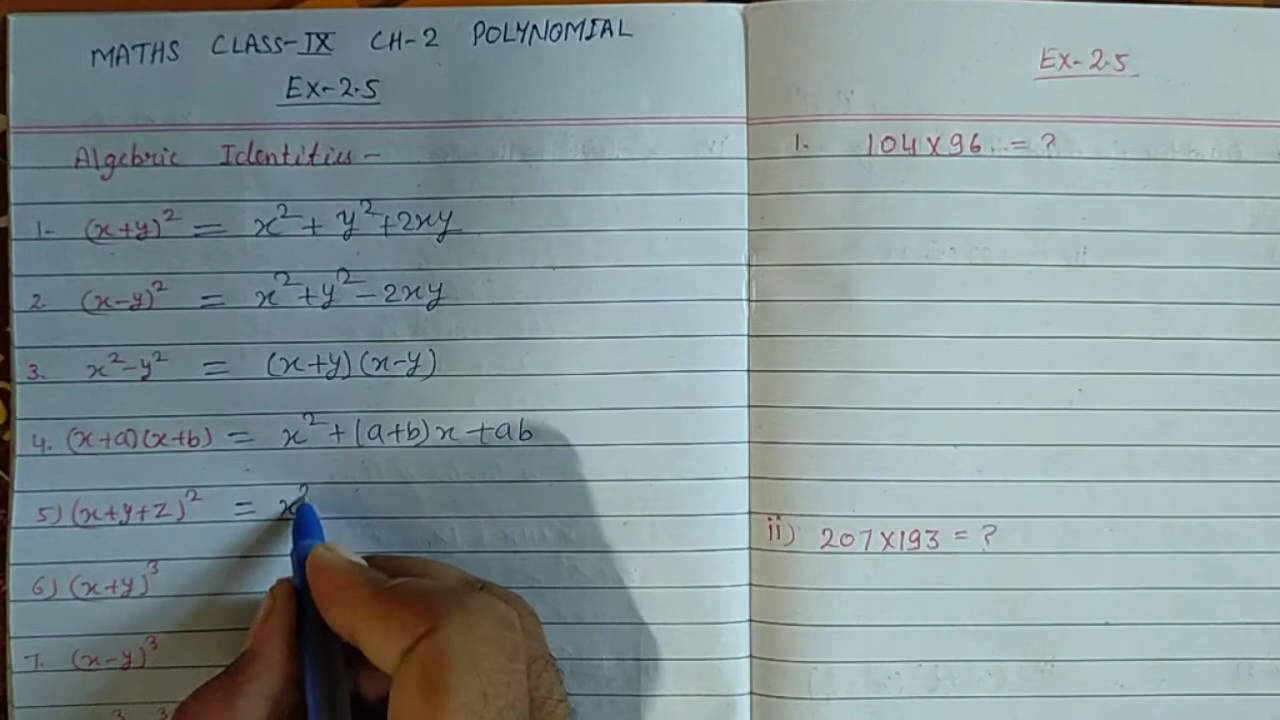 MATHS CLASS-IX CH-2 POLYNOMIAL
Ex-2.5
Algebric Identities -
1- (x+y)² = x² + y² + 2xy
2. (x-y)² = x² + y² - 2xy
3. x² - y² = (x+y)(x-y)
4. (x+a)(x+b) = x² + (a+b)x + ab
5) (x+y+z)² = x²
6) (x+y)³
7. (x-y)³
Ex-2.5
1. 104×96 = ?
ii) 207×193 = ?